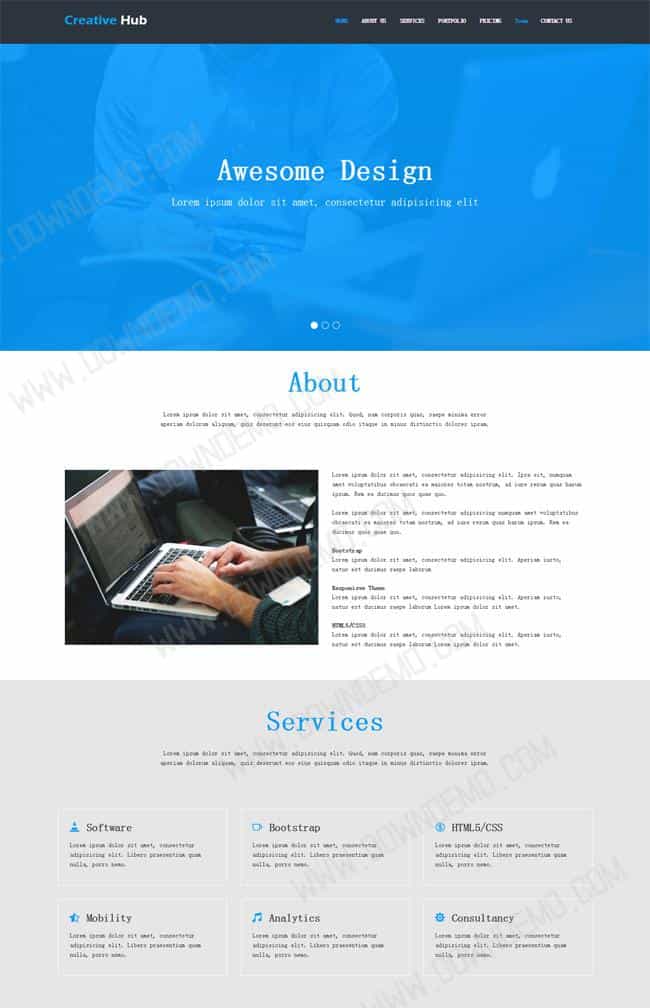 Creative Hub
HOME ABOUT US SERVICES PORTFOLIO PRICING Team CONTACT US
Awesome Design
Lorem ipsum dolor sit amet, consectetur adipisicing elit
WWW.DOWNDEMO.COM
About
Lorem ipsum dolor sit amet, consectetur adipisicing elit. Quod, nam corporis quas, saepe minima error
aperiam dolorum aliquam, quis deserunt eos eius quisquam odio itaque in minus distinctio dolorer ipsum.
Lorem ipsum dolor sit amet, consectetur adipisicing elit. Ipsa sit, numquam
amet voluptatibus obcaecati ea maiores totam nostrum, ad iure rerum quas harum
ipsum. Rem ea ducimus quos quae quo.
Lorem ipsum dolor sit amet, consectetur adipisicing numquam amet voluptatibus
obcaecati ea maiores totam nostrum, ad iure rerum quas harum ipsum. Rem ea
ducimus quos quae quo.
Bootstrap
Lorem ipsum dolor sit amet, consectetur adipisicing elit. Aperiam iusto,
natus est ducimus saepe laborum
Responsive Theme
Lorem ipsum dolor sit amet, consectetur adipisicing elit. Aperiam iusto,
natus est ducimus saepe laborum Lorem ipsum dolor sit amet.
HTML5/CSS3
Lorem ipsum dolor sit amet, consectetur adipisicing elit. Aperiam iusto,
natus est ducimus saepe laborum Lorem ipsum dolor sit amet.
Services
Lorem ipsum dolor sit amet, consectetur adipisicing elit. Quod, nam corporis quas, saepe minima error
aperiam dolorum aliquam, quis deserunt eos eius quisquam odio itaque in minus distinctio dolorer ipsum.
Software
Lorem ipsum dolor sit amet, consectetur
adipisicing elit. Libero praesentium quam
nulla, porro nemo.
Bootstrap
Lorem ipsum dolor sit amet, consectetur
adipisicing elit. Libero praesentium quam
nulla, porro nemo.
HTML5/CSS
Lorem ipsum dolor sit amet, consectetur
adipisicing elit. Libero praesentium quam
nulla, porro nemo.
Mobility
Lorem ipsum dolor sit amet, consectetur
adipisicing elit. Libero praesentium quam
nulla, porro nemo.
Analytics
Lorem ipsum dolor sit amet, consectetur
adipisicing elit. Libero praesentium quam
nulla, porro nemo.
Consultancy
Lorem ipsum dolor sit amet, consectetur
adipisicing elit. Libero praesentium quam
nulla, porro nemo.